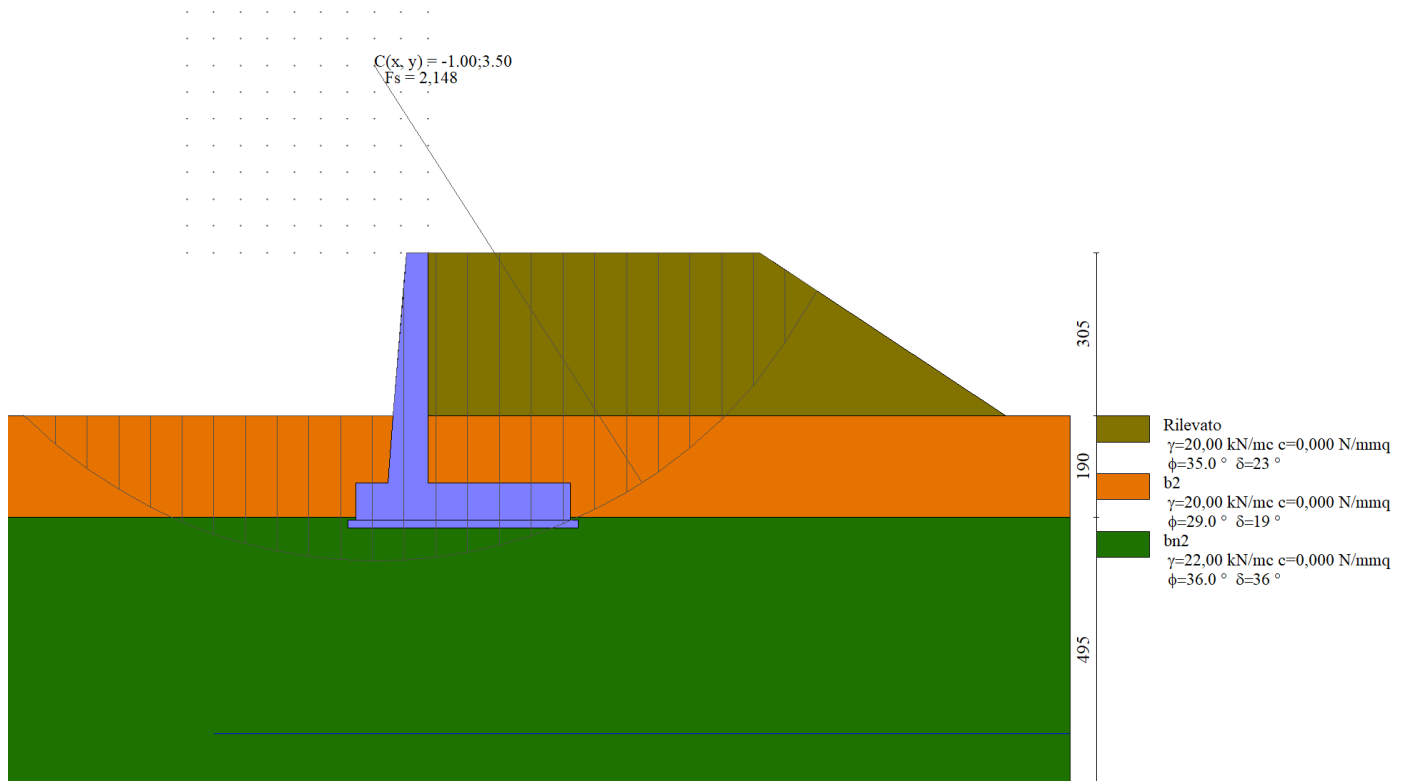 C(x, y) = -1.00;3.50
Fs = 2,148
305
190
495
Rilevato
γ=20,00 kN/mc c=0,000 N/mmq
ϕ=35.0 ° δ=23 °
b2
γ=20,00 kN/mc c=0,000 N/mmq
ϕ=29.0 ° δ=19 °
bn2
γ=22,00 kN/mc c=0,000 N/mmq
ϕ=36.0 ° δ=36 °